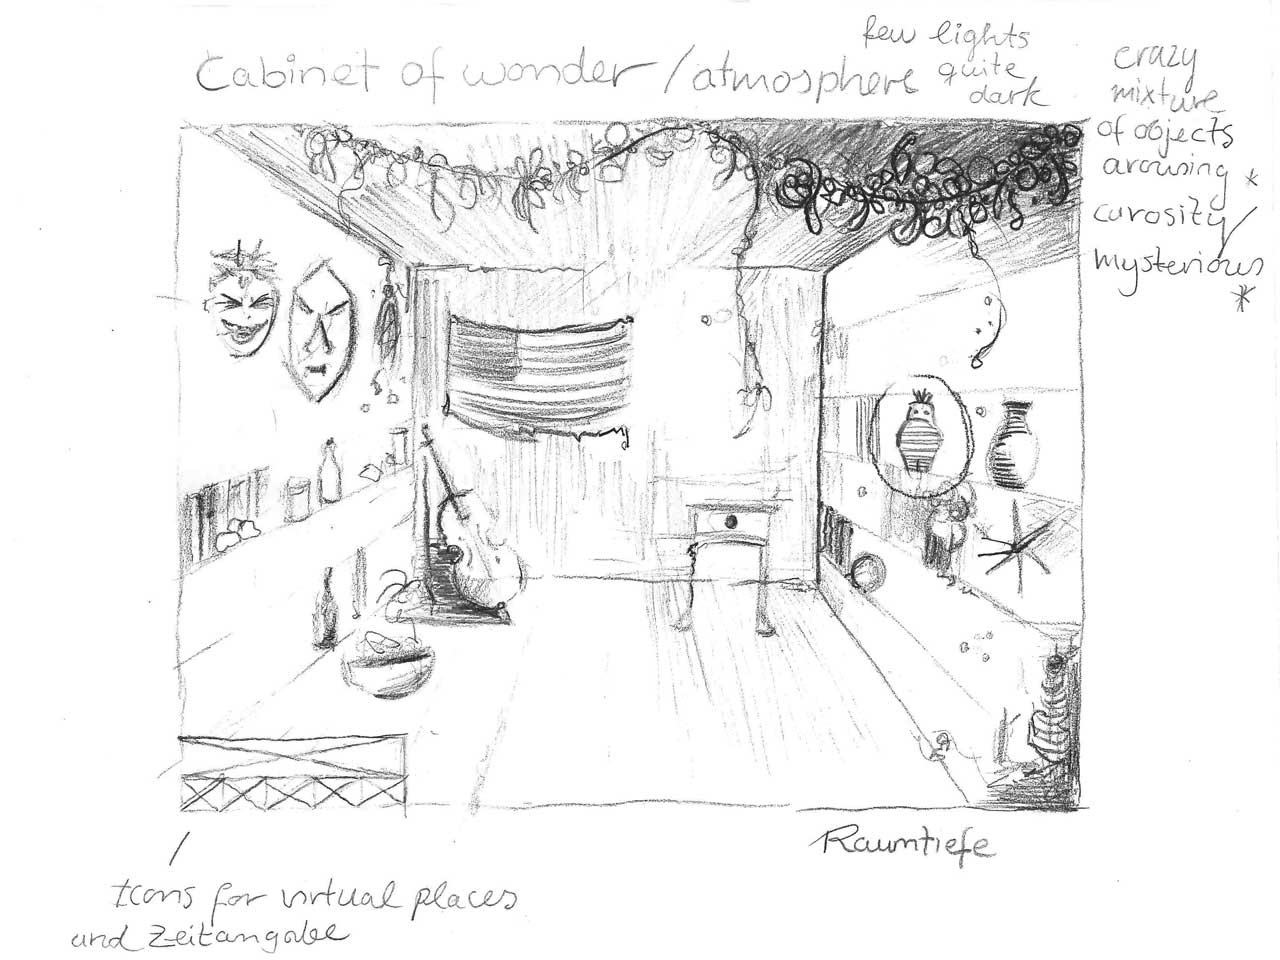 Cabinet of wonder / atmosphere
few lights
quite
dark
crazy
mixture
of objects
arousing *
curosity /
mysterious
*
Raumtiefe
Icons for virtual places
und Zeitangabe